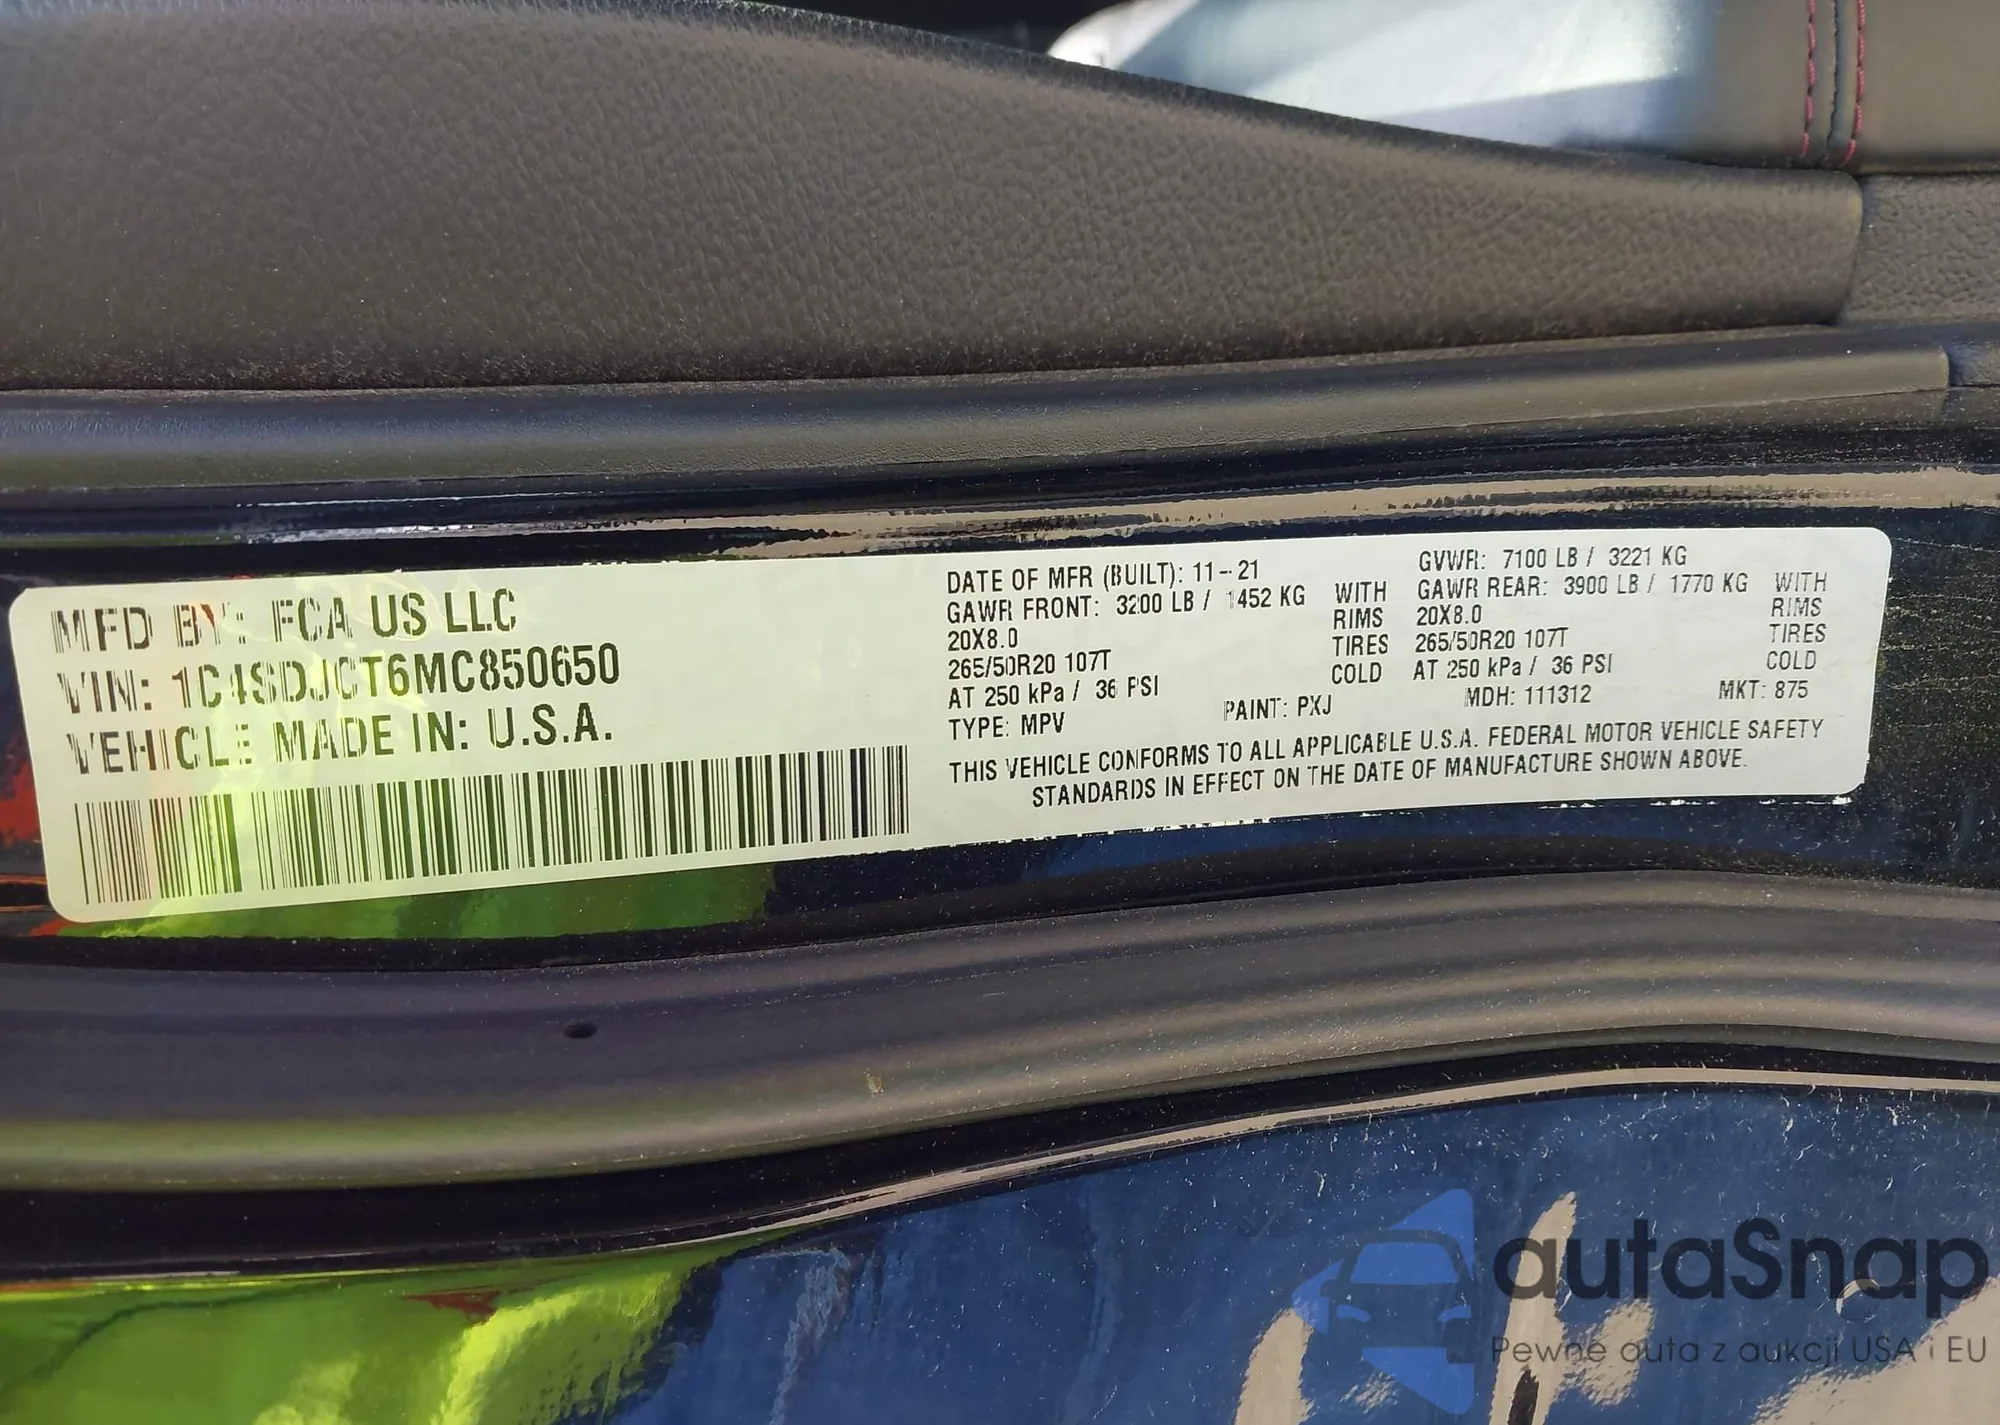 MFD BY: FCA US LLC
VIN: 1C4SDJCT6MC850650
VEHICLE MADE IN: U.S.A.
DATE OF MFR (BUILT): 11-21
GAWR FRONT: 3200 LB / 1452 KG WITH
20X8.0 RIMS
265/50R20 107T TIRES
AT 250 kPa / 36 PSI COLD
GVWR: 7100 LB / 3221 KG
GAWR REAR: 3900 LB / 1770 KG WITH
20X8.0 RIMS
265/50R20 107T TIRES
AT 250 kPa / 36 PSI COLD
TYPE: MPV PAINT: PXJ MDH: 111312 MKT: 875
THIS VEHICLE CONFORMS TO ALL APPLICABLE U.S.A. FEDERAL MOTOR VEHICLE SAFETY
STANDARDS IN EFFECT ON THE DATE OF MANUFACTURE SHOWN ABOVE.
autaSnap
Pewne auta z aukcji USA i EU